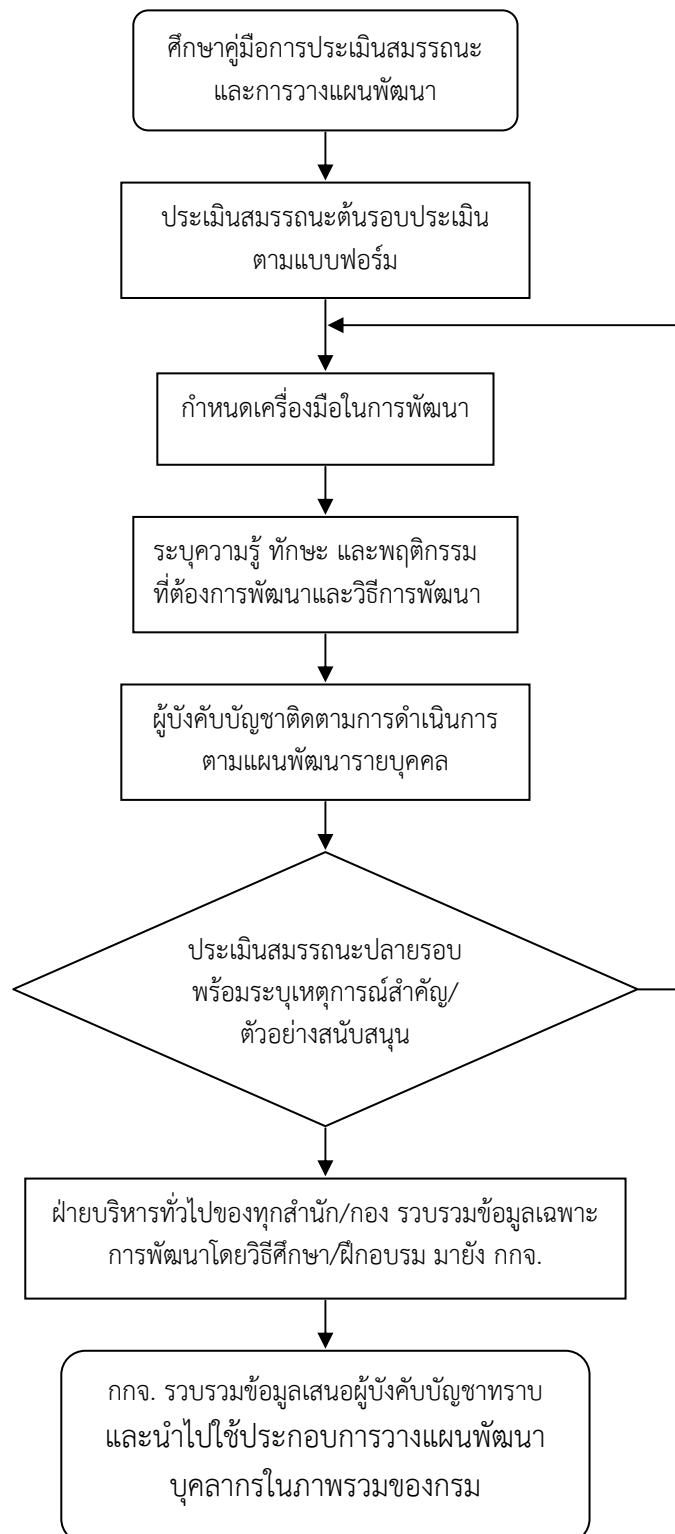 ศึกษาคู่มือการประเมินสมรรถนะ
และการวางแผนพัฒนา
ประเมินสมรรถนะต้นรอบประเมิน
ตามแบบฟอร์ม
กำหนดเครื่องมือในการพัฒนา
ระบุความรู้ ทักษะ และพฤติกรรม
ที่ต้องการพัฒนาและวิธีการพัฒนา
ผู้บังคับบัญชาติดตามการดำเนินการ
ตามแผนพัฒนารายบุคคล
ประเมินสมรรถนะปลายรอบ
พร้อมระบุเหตุการณ์สำคัญ/
ตัวอย่างสนับสนุน
ฝ่ายบริหารทั่วไปของทุกสำนัก/กอง รวบรวมข้อมูลเฉพาะ
การพัฒนาโดยวิธีศึกษา/ฝึกอบรม มายัง กกจ.
กกจ. รวบรวมข้อมูลเสนอผู้บังคับบัญชาทราบ
และนำไปใช้ประกอบการวางแผนพัฒนา
บุคลากรในภาพรวมของกรม